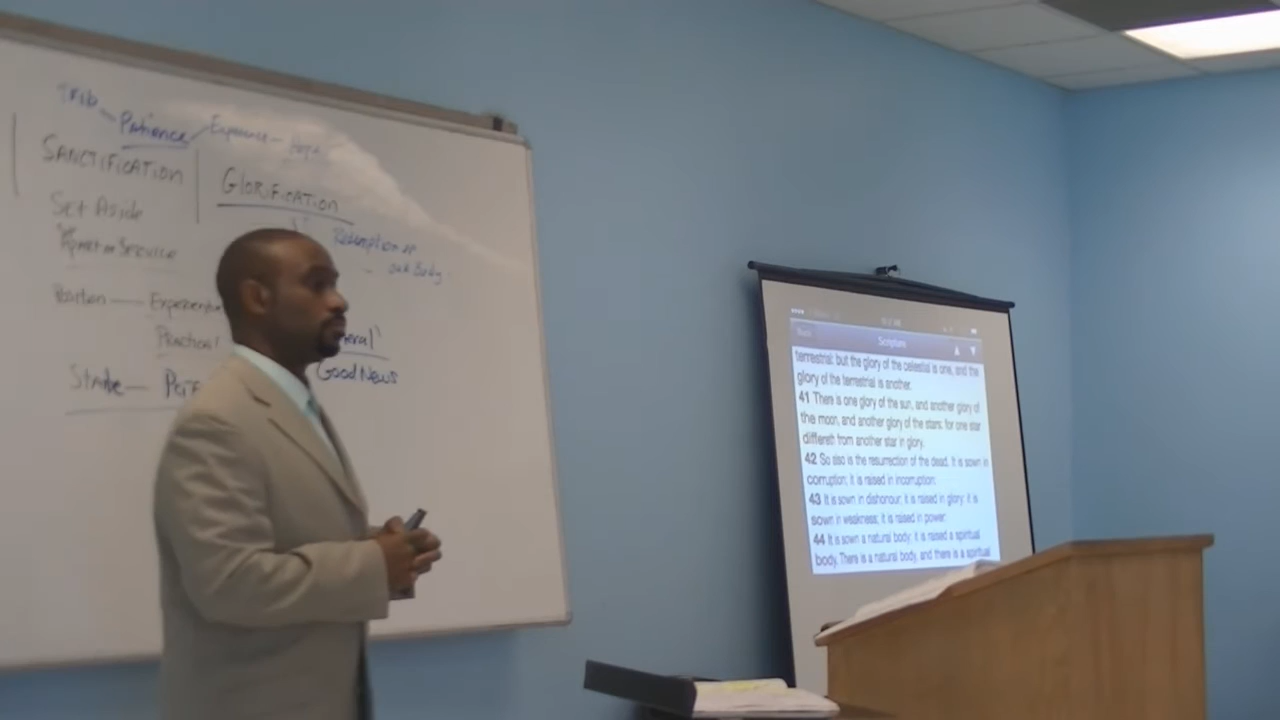 Trib Patience Experience Hope
SANCTIFICATION
GLORIFICATION
Set Aside
Redemption of
our Body
Service
Position Experiential
Practical
Good News
State
Scripture
terrestrial: but the glory of the celestial is one, and the
glory of the terrestrial is another.
41 There is one glory of the sun, and another glory of
the moon, and another glory of the stars: for one star
differeth from another star in glory.
42 So also is the resurrection of the dead. It is sown in
corruption; it is raised in incorruption:
43 It is sown in dishonour; it is raised in glory: it is
sown in weakness; it is raised in power:
44 It is sown a natural body; it is raised a spiritual
body. There is a natural body, and there is a spiritual